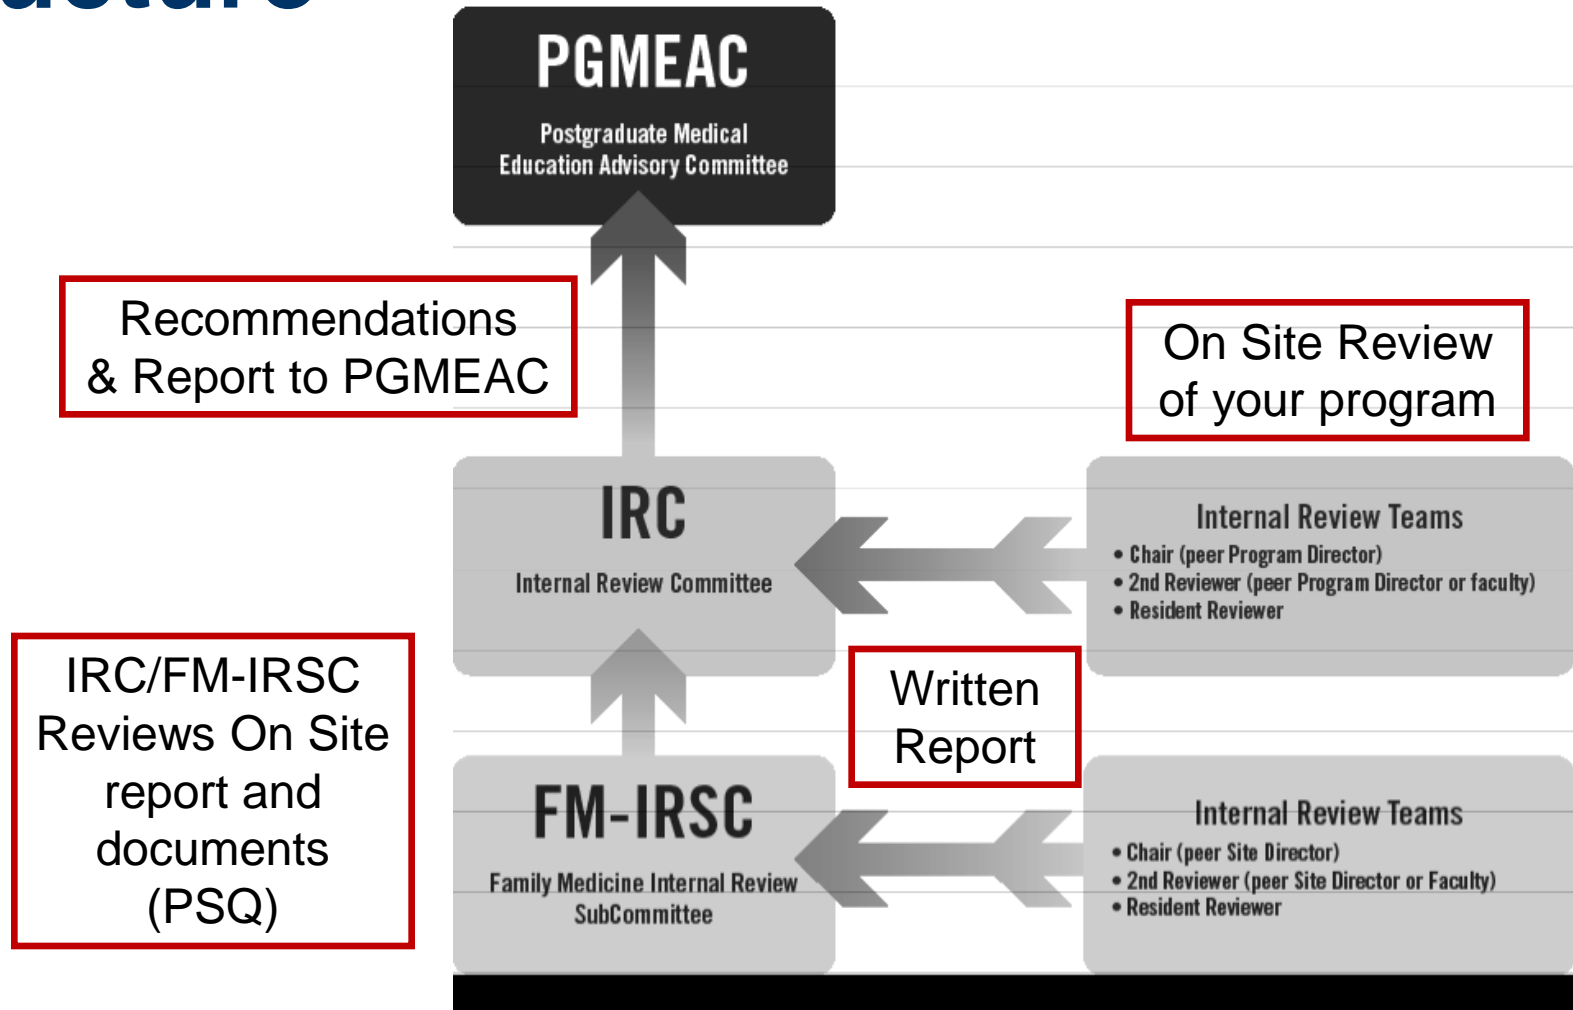 PGMEAC
Postgraduate Medical
Education Advisory Committee
Recommendations
& Report to PGMEAC
On Site Review
of your program
IRC
Internal Review Committee
Internal Review Teams
• Chair (peer Program Director)
• 2nd Reviewer (peer Program Director or faculty)
• Resident Reviewer
IRC/FM-IRSC
Reviews On Site
report and
documents
(PSQ)
Written
Report
FM-IRSC
Family Medicine Internal Review
SubCommittee
Internal Review Teams
• Chair (peer Site Director)
• 2nd Reviewer (peer Site Director or Faculty)
• Resident Reviewer